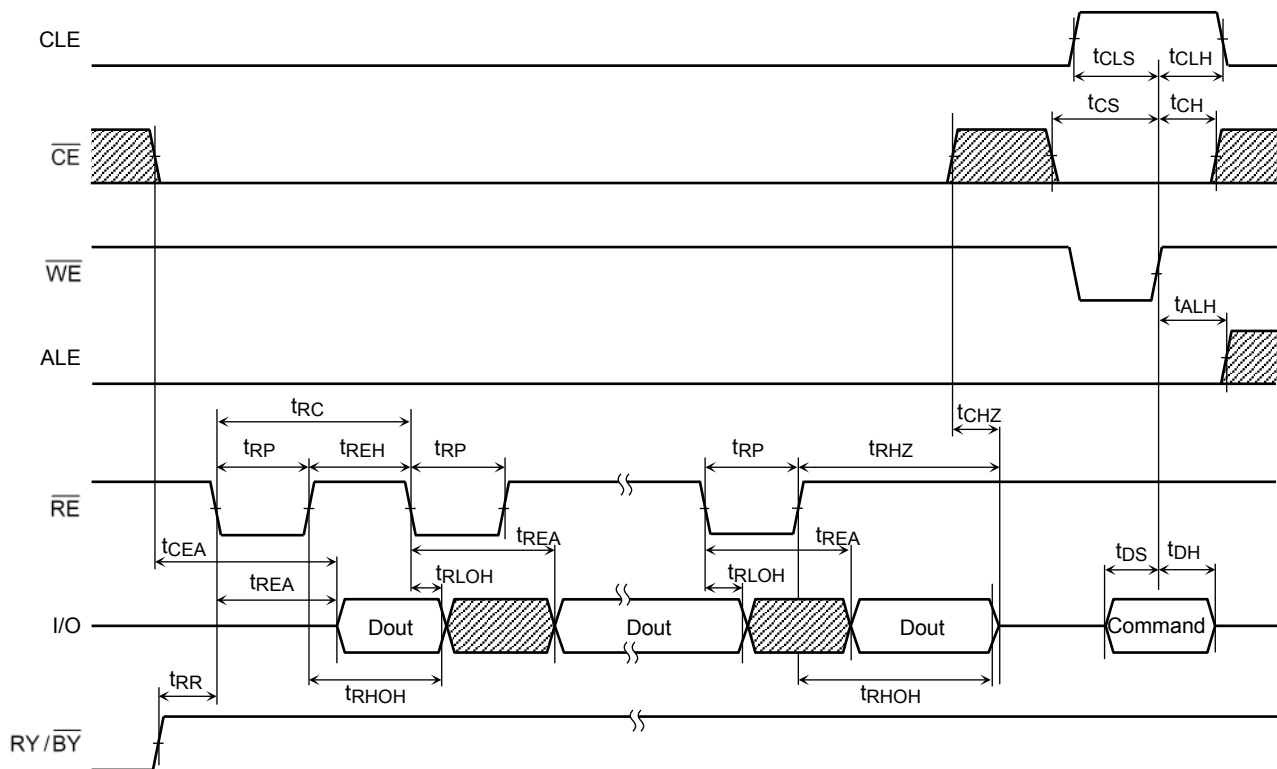 CLE
tCLS tCLH
tCS tCH
CE
WE
tALH
ALE
tRC tCHZ
tRP tREH tRP tRP tRHZ
RE
tCEA tREA tREA
tREA tRLOH tRLOH tDS tDH
I/O Dout Dout Dout Command
tRR tRHOH tRHOH
RY/BY